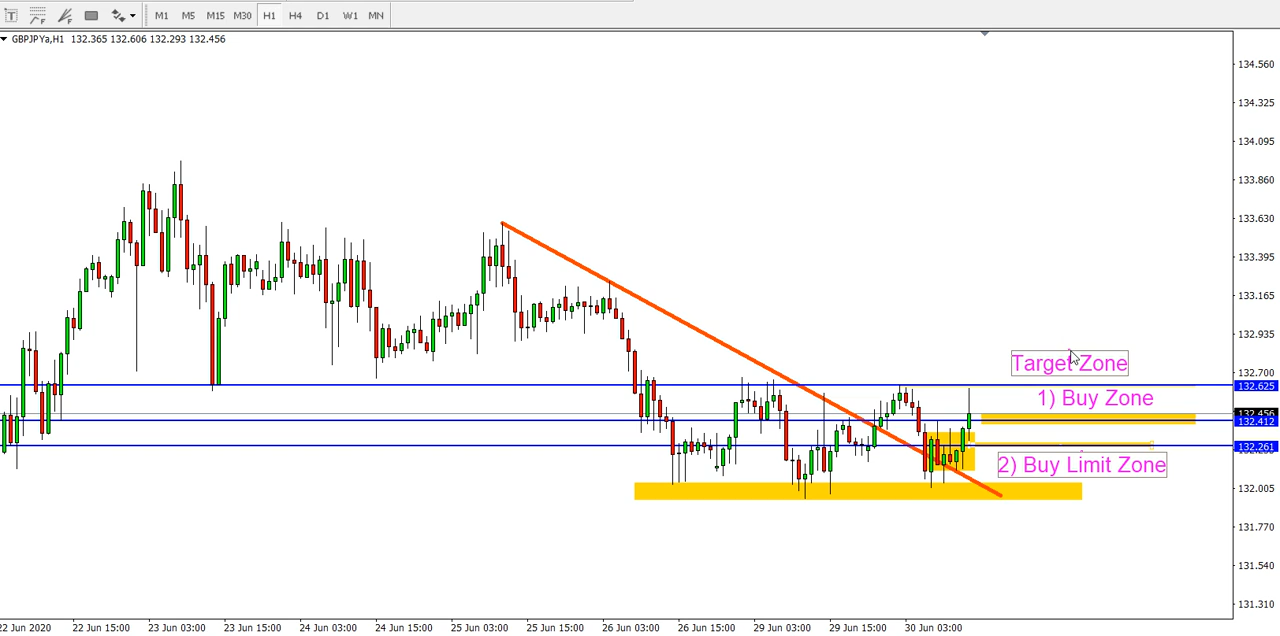 T F F M1 M5 M15 M30 H1 H4 D1 W1 MN
GBPJPYa,H1 132.365 132.606 132.293 132.456
134.560
134.325
134.095
133.860
133.630
133.395
133.165
132.935
132.700
Target Zone
132.625
1) Buy Zone
132.456
132.412
132.261
2) Buy Limit Zone
132.005
131.770
131.540
131.310
22 Jun 2020 22 Jun 15:00 23 Jun 03:00 23 Jun 15:00 24 Jun 03:00 24 Jun 15:00 25 Jun 03:00 25 Jun 15:00 26 Jun 03:00 26 Jun 15:00 29 Jun 03:00 29 Jun 15:00 30 Jun 03:00